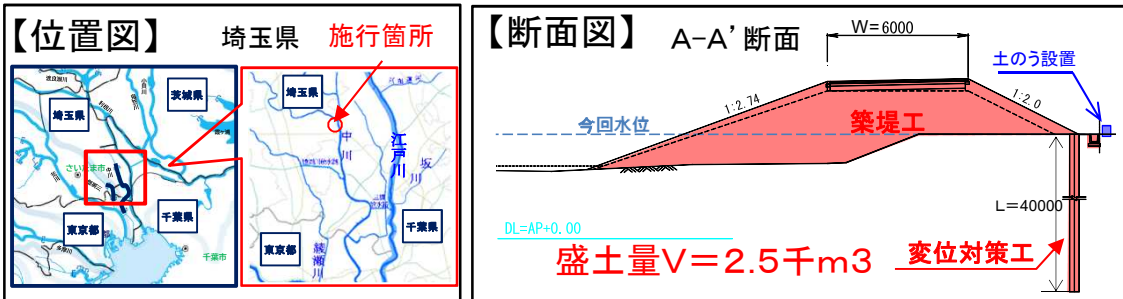 【位置図】
埼玉県
施行箇所
埼玉県
茨城県
さいたま市
東京都
千葉県
千葉市
埼玉県
中川
江戸川
坂川
千葉県
東京都
綾瀬川
【断面図】
A-A’断面
W=6000
土のう設置
1:2.74
1:2.0
今回水位
築堤工
L=40000
DL=AP+0.00
盛土量V=2.5千m3
変位対策工